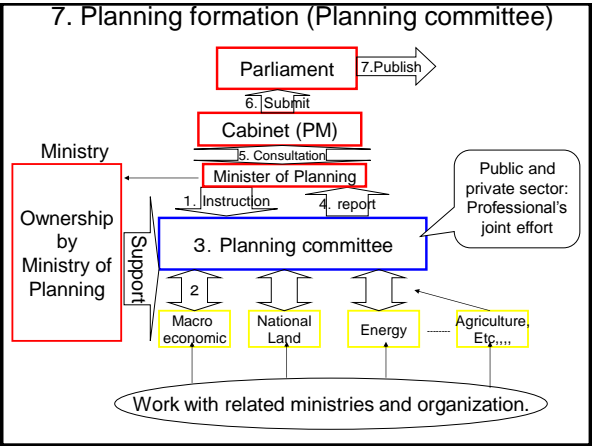 7. Planning formation (Planning committee)
Parliament
7.Publish
6. Submit
Cabinet (PM)
5. Consultation
Ministry
Minister of Planning
1. Instruction
4. report
Public and
private sector:
Professional's
joint effort
Ownership
by
Ministry of
Planning
Support
3. Planning committee
2
Macro
economic
National
Land
Energy
Agriculture,
Etc,,,,
Work with related ministries and organization.